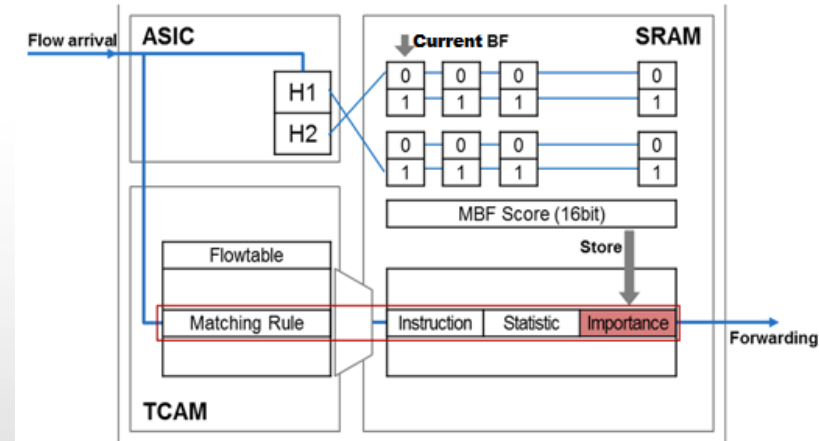 Flow arrival
ASIC
Current BF
SRAM
H1
H2
0 0 0 0
1 1 1 1
0 0 0 0
1 1 1 1
MBF Score (16bit)
Store
Flowtable
Matching Rule
Instruction Statistic Importance
Forwarding
TCAM